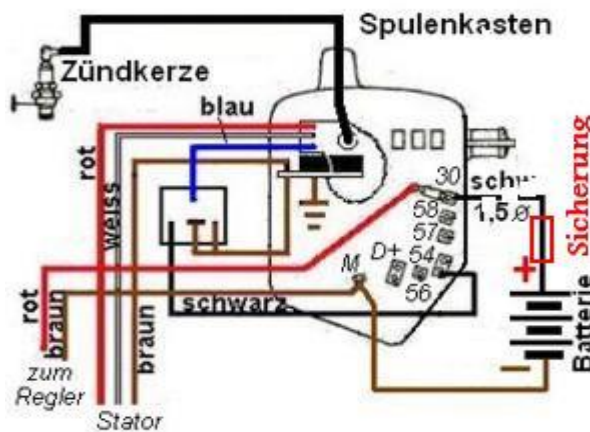 Spulenkasten
Zündkerze
blau
rot
weiss
30
1,5
Sicherung
58
57
D+
54
M
56
+
schwarz
rot
braun
braun
Batterie
zum
Regler
Stator